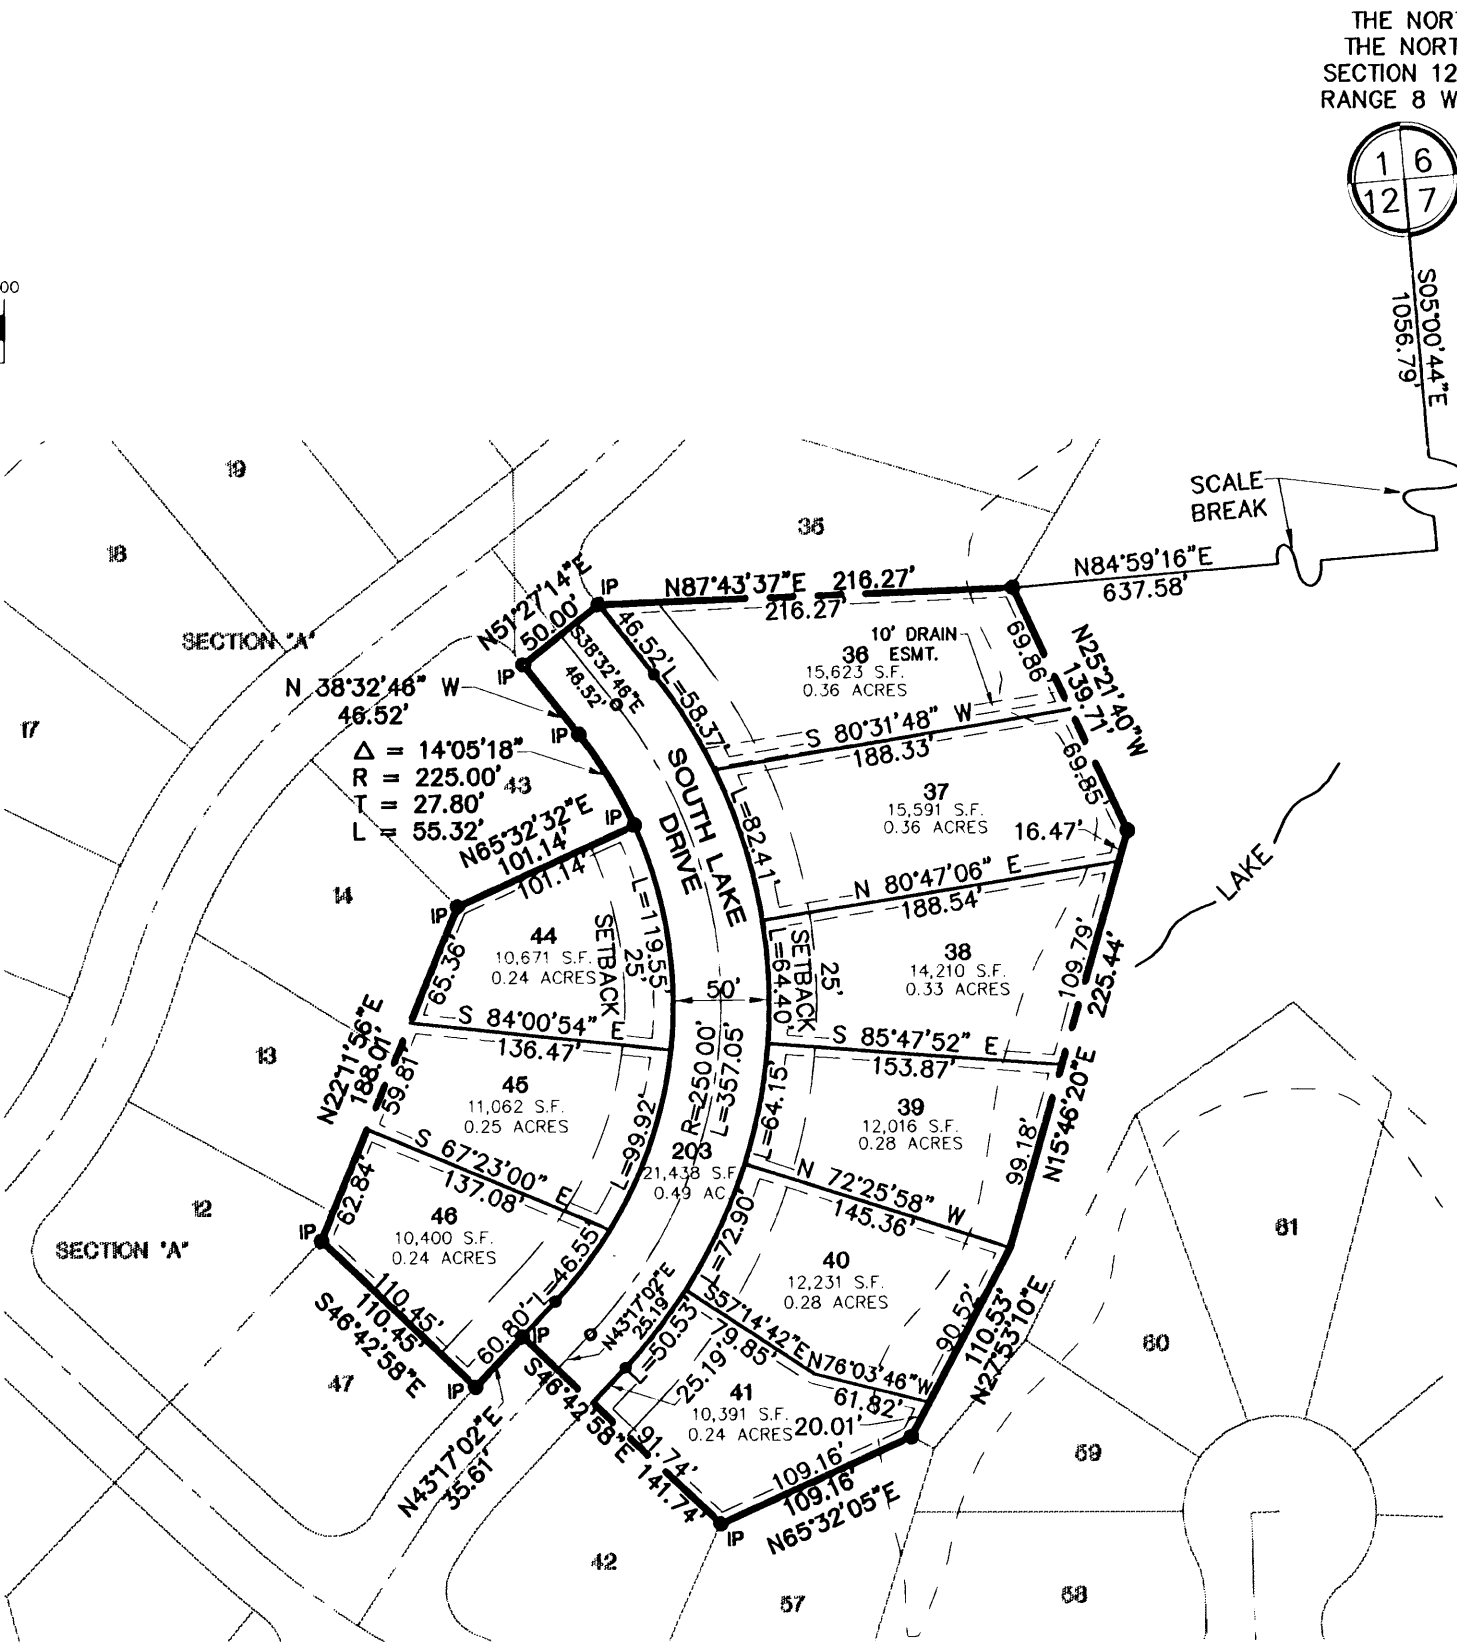 THE NOR
THE NORT
SECTION 12
RANGE 8 W
1 6
12 7
S05°00'44"E
1056.79'
00
19
18
35
SCALE
BREAK
N84°59'16"E
637.58'
SECTION "A"
N51°27'14"E
50.00'
IP
N87°43'37"E 216.27'
216.27'
IP
S38°32'46"E
46.52'
46.52'
L=58.37'
10' DRAIN
ESMT.
36
15,623 S.F.
0.36 ACRES
69.86'
N25°21'40"W
139.71'
69.85'
N 38°32'46" W
46.52'
IP
17
Δ = 14°05'18"
R = 225.00'
T = 27.80'
L = 55.32'
43
S 80°31'48" W
188.33'
SOUTH LAKE
DRIVE
L=82.41'
37
15,591 S.F.
0.36 ACRES
16.47'
IP
N65°32'32"E
101.14'
101.14'
IP
14
LAKE
N 80°47'06" E
188.54'
44
10,671 S.F.
0.24 ACRES
65.36'
SETBACK
25'
L=119.55'
50'
L=64.40'
SETBACK
25'
38
14,210 S.F.
0.33 ACRES
109.79'
225.44'
S 84°00'54" E
136.47'
S 85°47'52" E
153.87'
13
N22°11'56"E
188.01'
59.81'
45
11,062 S.F.
0.25 ACRES
L=99.92'
R=250.00'
L=357.05'
L=64.15'
39
12,016 S.F.
0.28 ACRES
99.18'
N15°46'20"E
S 67°23'00" E
137.08'
203
21,438 S.F.
0.49 AC.
N 72°25'58" W
145.36'
12
62.84'
46
10,400 S.F.
0.24 ACRES
IP
SECTION "A"
61
L=46.55'
L=72.90'
40
12,231 S.F.
0.28 ACRES
90.52'
110.53'
N27°53'10"E
110.45'
110.45'
S46°42'58"E
60.80'
IP
N43°17'02"E
25.19'
L=50.53'
S57°14'42"E
79.85'
N76°03'46"W
61.82'
60
47
IP
25.19'
41
10,391 S.F.
0.24 ACRES
20.01'
S46°42'58"E
141.74'
91.74'
N43°17'02"E
35.61'
109.16'
109.16'
N65°32'05"E
IP
59
42
57
58